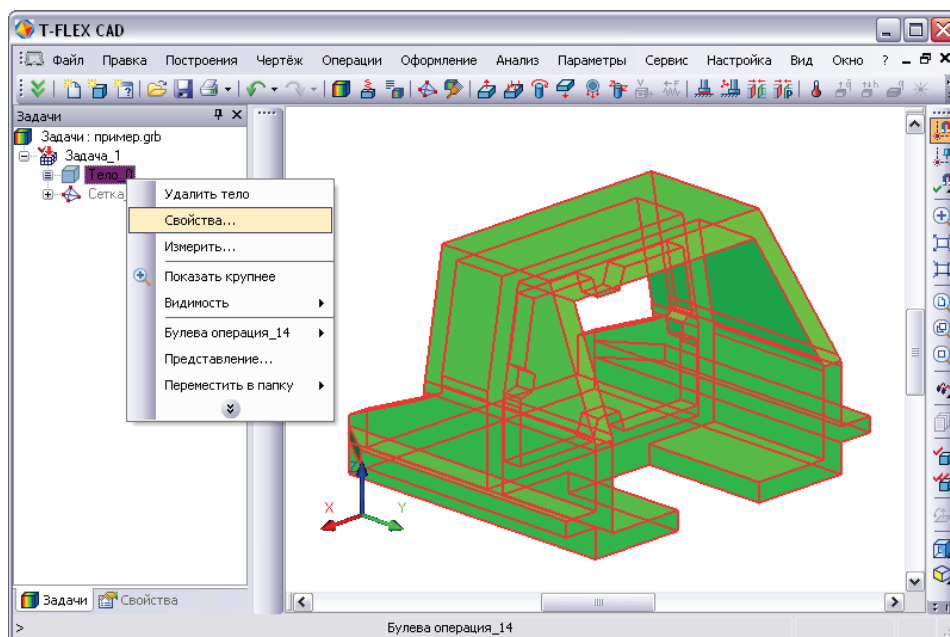 T-FLEX CAD
Файл Правка Построения Чертёж Операции Оформление Анализ Параметры Сервис Настройка Вид Окно ?
Задачи
Задачи : пример.grb
Задача_1
Тело_0
Сетка_
Удалить тело
Свойства...
Измерить...
Показать крупнее
Видимость
Булева операция_14
Представление...
Переместить в папку
X
Y
Z
Задачи Свойства
>
Булева операция_14